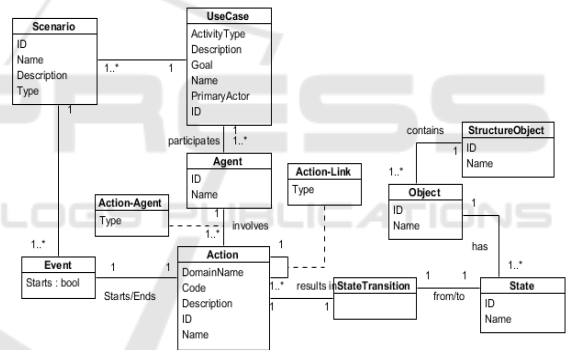 Scenario
ID
Name
Description
Type
1..*
1
UseCase
ActivityType
Description
Goal
Name
PrimaryActor
ID
1
participates
1..*
1
Agent
ID
Name
Action-Agent
Type
Action-Link
Type
1
involves
1..*
contains
StructureObject
ID
Name
1
1..*
Object
ID
Name
1
has
1..*
1..*
Event
Starts : bool
1
1
Starts/Ends
Action
DomainName
Code
Description
ID
Name
1
1..*
results in
1
1
StateTransition
1
1
from/to
State
ID
Name
PRESS
PUBLICATIONS